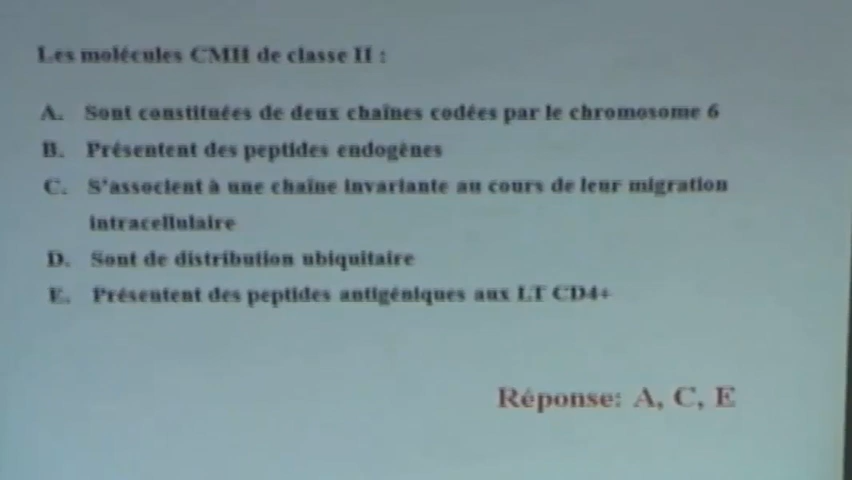 Les molécules CMH de classe II :
A. Sont constituées de deux chaînes codées par le chromosome 6
B. Présentent des peptides endogènes
C. S'associent à une chaîne invariante au cours de leur migration
intracellulaire
D. Sont de distribution ubiquitaire
E. Présentent des peptides antigéniques aux LT CD4+
Réponse: A, C, E